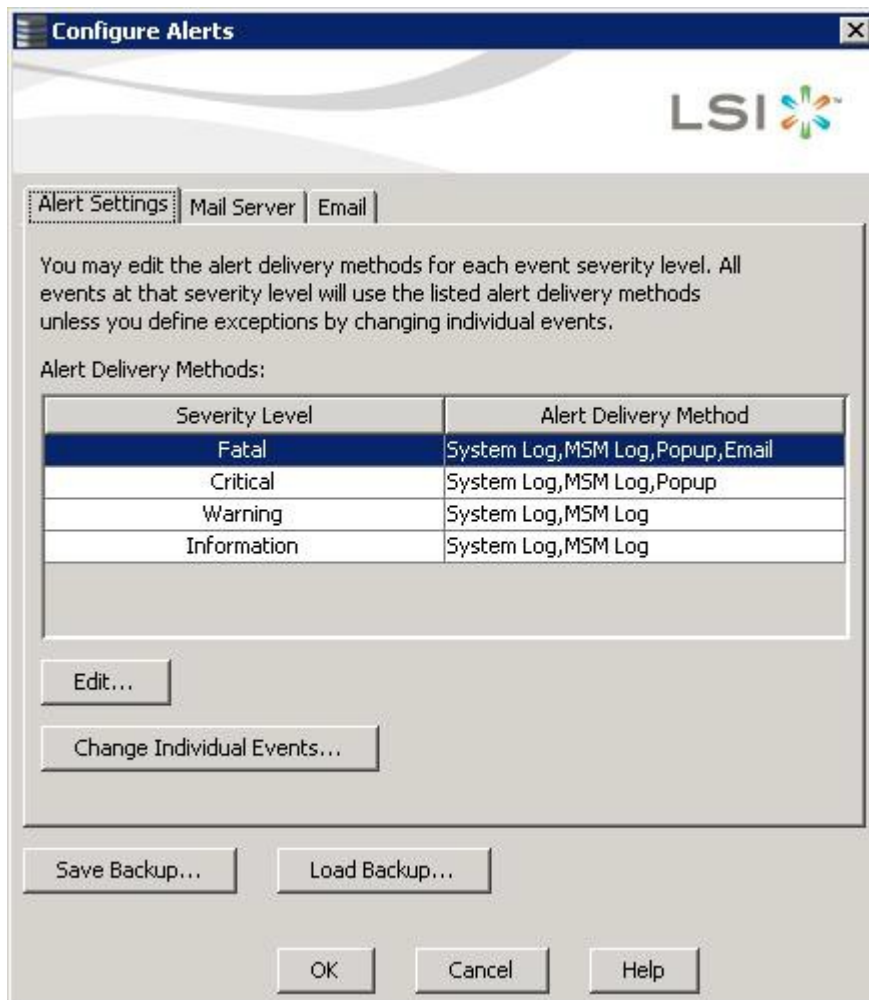 Configure Alerts
LSI
Alert Settings Mail Server Email
You may edit the alert delivery methods for each event severity level. All
events at that severity level will use the listed alert delivery methods
unless you define exceptions by changing individual events.
Alert Delivery Methods:
Severity Level Alert Delivery Method
Fatal System Log,MSM Log,Popup,Email
Critical System Log,MSM Log,Popup
Warning System Log,MSM Log
Information System Log,MSM Log
Edit...
Change Individual Events...
Save Backup... Load Backup...
OK Cancel Help